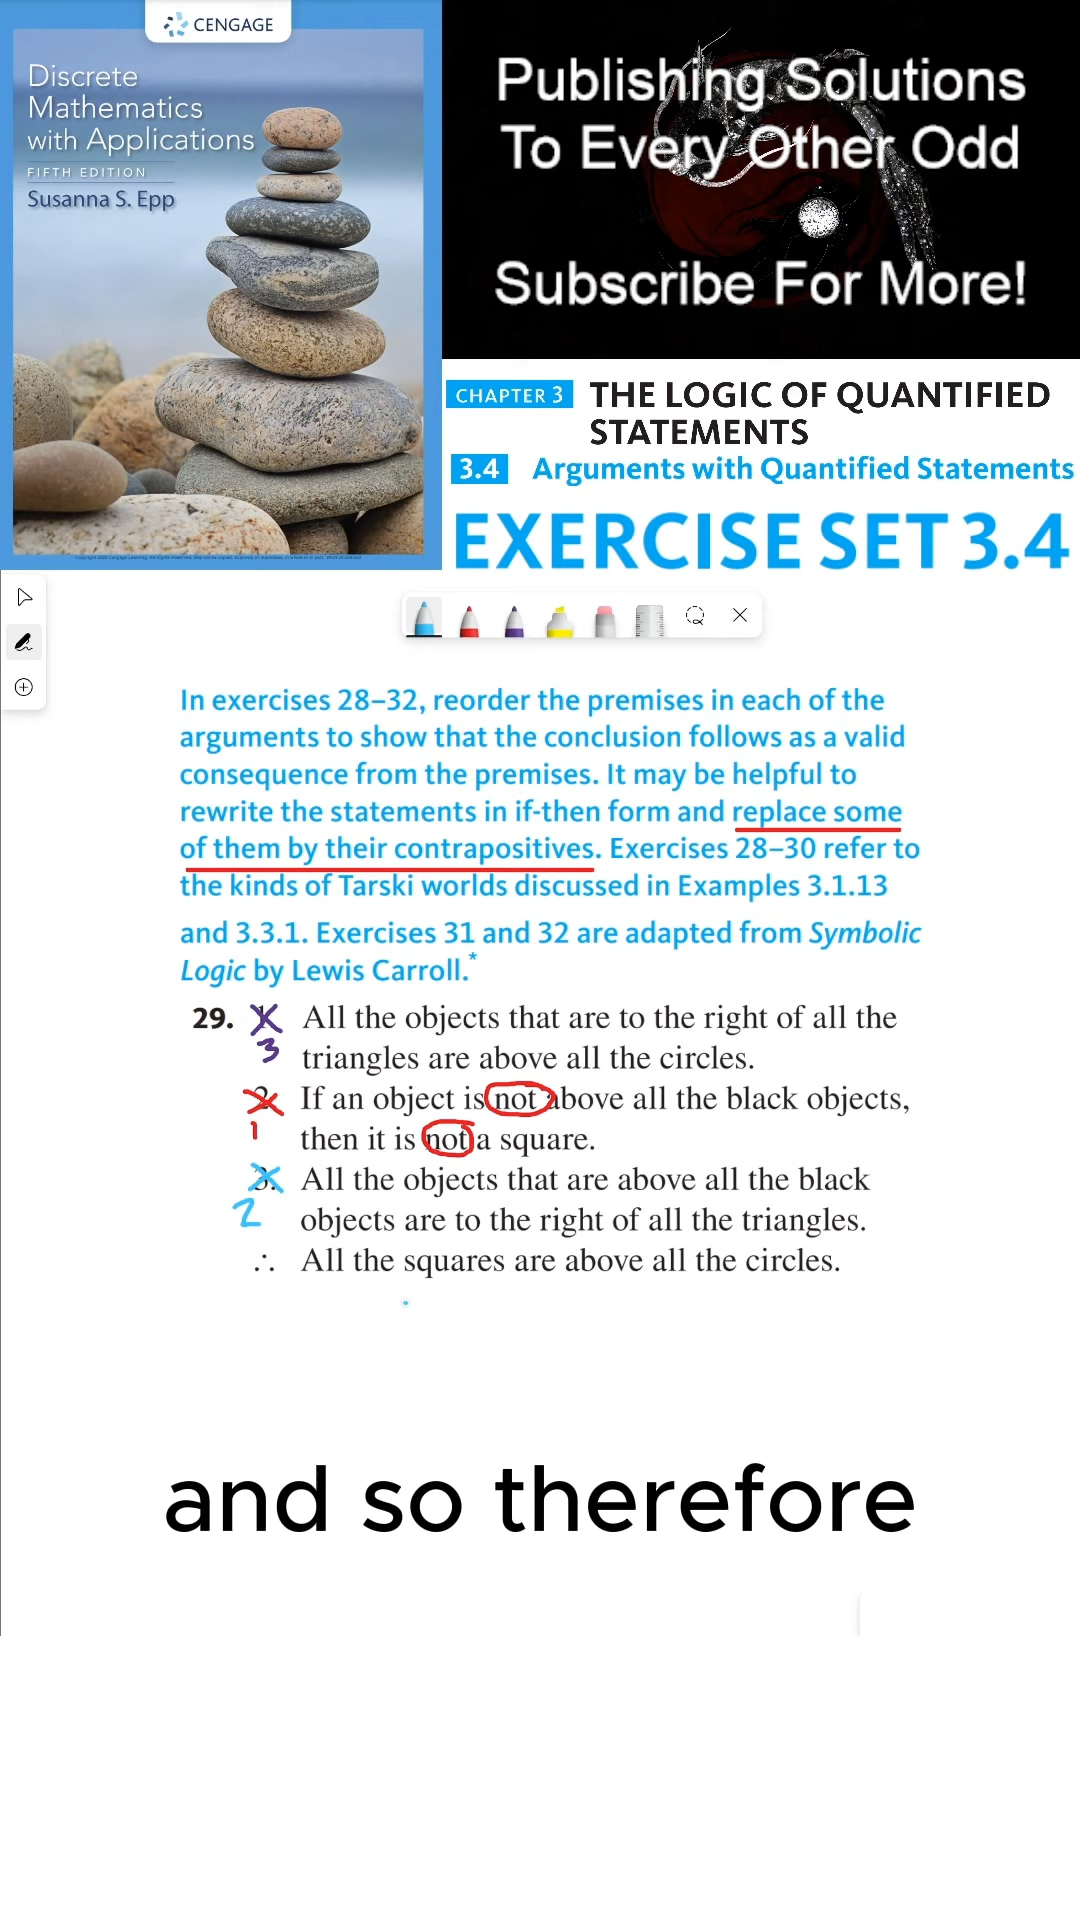 CENGAGE
Discrete
Mathematics
with Applications
FIFTH EDITION
Susanna S. Epp
Publishing Solutions
To Every Other Odd
Subscribe For More!
CHAPTER 3 THE LOGIC OF QUANTIFIED
STATEMENTS
3.4 Arguments with Quantified Statements
EXERCISE SET 3.4
In exercises 28–32, reorder the premises in each of the
arguments to show that the conclusion follows as a valid
consequence from the premises. It may be helpful to
rewrite the statements in if-then form and replace some
of them by their contrapositives. Exercises 28–30 refer to
the kinds of Tarski worlds discussed in Examples 3.1.13
and 3.3.1. Exercises 31 and 32 are adapted from Symbolic
Logic by Lewis Carroll.*
29. All the objects that are to the right of all the
3 triangles are above all the circles.
2. If an object is not above all the black objects,
1 then it is not a square.
3. All the objects that are above all the black
2 objects are to the right of all the triangles.
∴ All the squares are above all the circles.
and so therefore